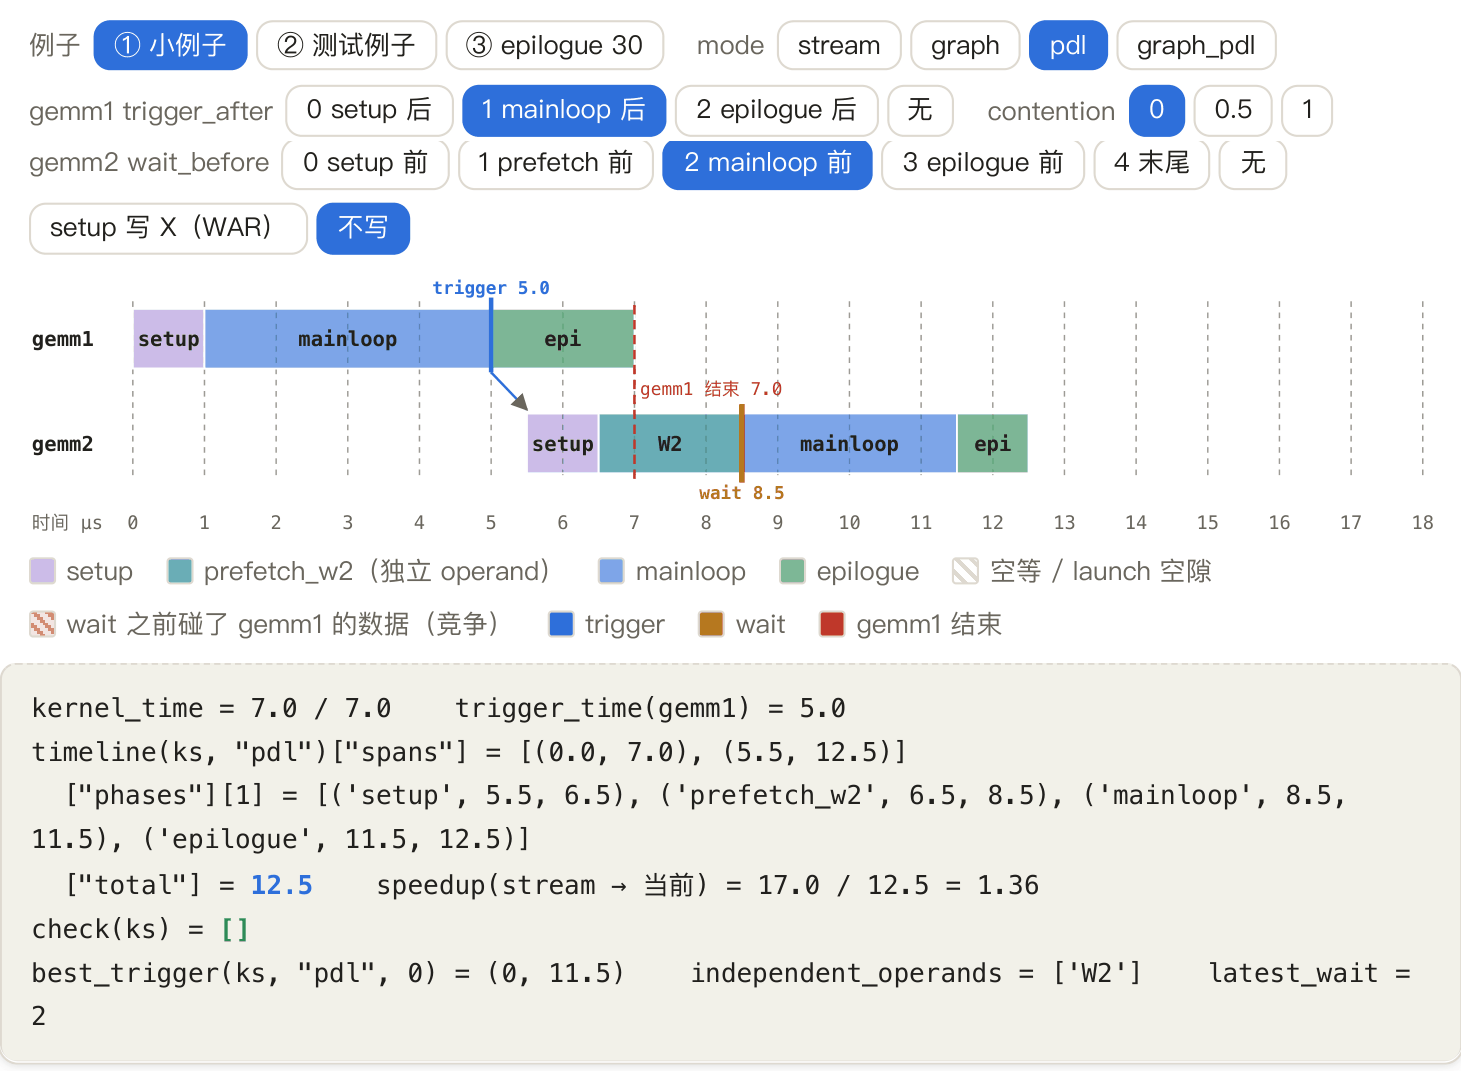 例子 ① 小例子 ② 测试例子 ③ epilogue 30 mode stream graph pdl graph_pdl
gemm1 trigger_after 0 setup 后 1 mainloop 后 2 epilogue 后 无 contention 0 0.5 1
gemm2 wait_before 0 setup 前 1 prefetch 前 2 mainloop 前 3 epilogue 前 4 末尾 无
setup 写 X（WAR） 不写
trigger 5.0
gemm1 setup mainloop epi
gemm1 结束 7.0
gemm2 setup W2 mainloop epi
wait 8.5
时间 μs 0 1 2 3 4 5 6 7 8 9 10 11 12 13 14 15 16 17 18
setup prefetch_w2（独立 operand） mainloop epilogue 空等 / launch 空隙
wait 之前碰了 gemm1 的数据（竞争） trigger wait gemm1 结束
kernel_time = 7.0 / 7.0 trigger_time(gemm1) = 5.0
timeline(ks, "pdl")["spans"] = [(0.0, 7.0), (5.5, 12.5)]
["phases"][1] = [('setup', 5.5, 6.5), ('prefetch_w2', 6.5, 8.5), ('mainloop', 8.5,
11.5), ('epilogue', 11.5, 12.5)]
["total"] = 12.5 speedup(stream → 当前) = 17.0 / 12.5 = 1.36
check(ks) = []
best_trigger(ks, "pdl", 0) = (0, 11.5) independent_operands = ['W2'] latest_wait =
2